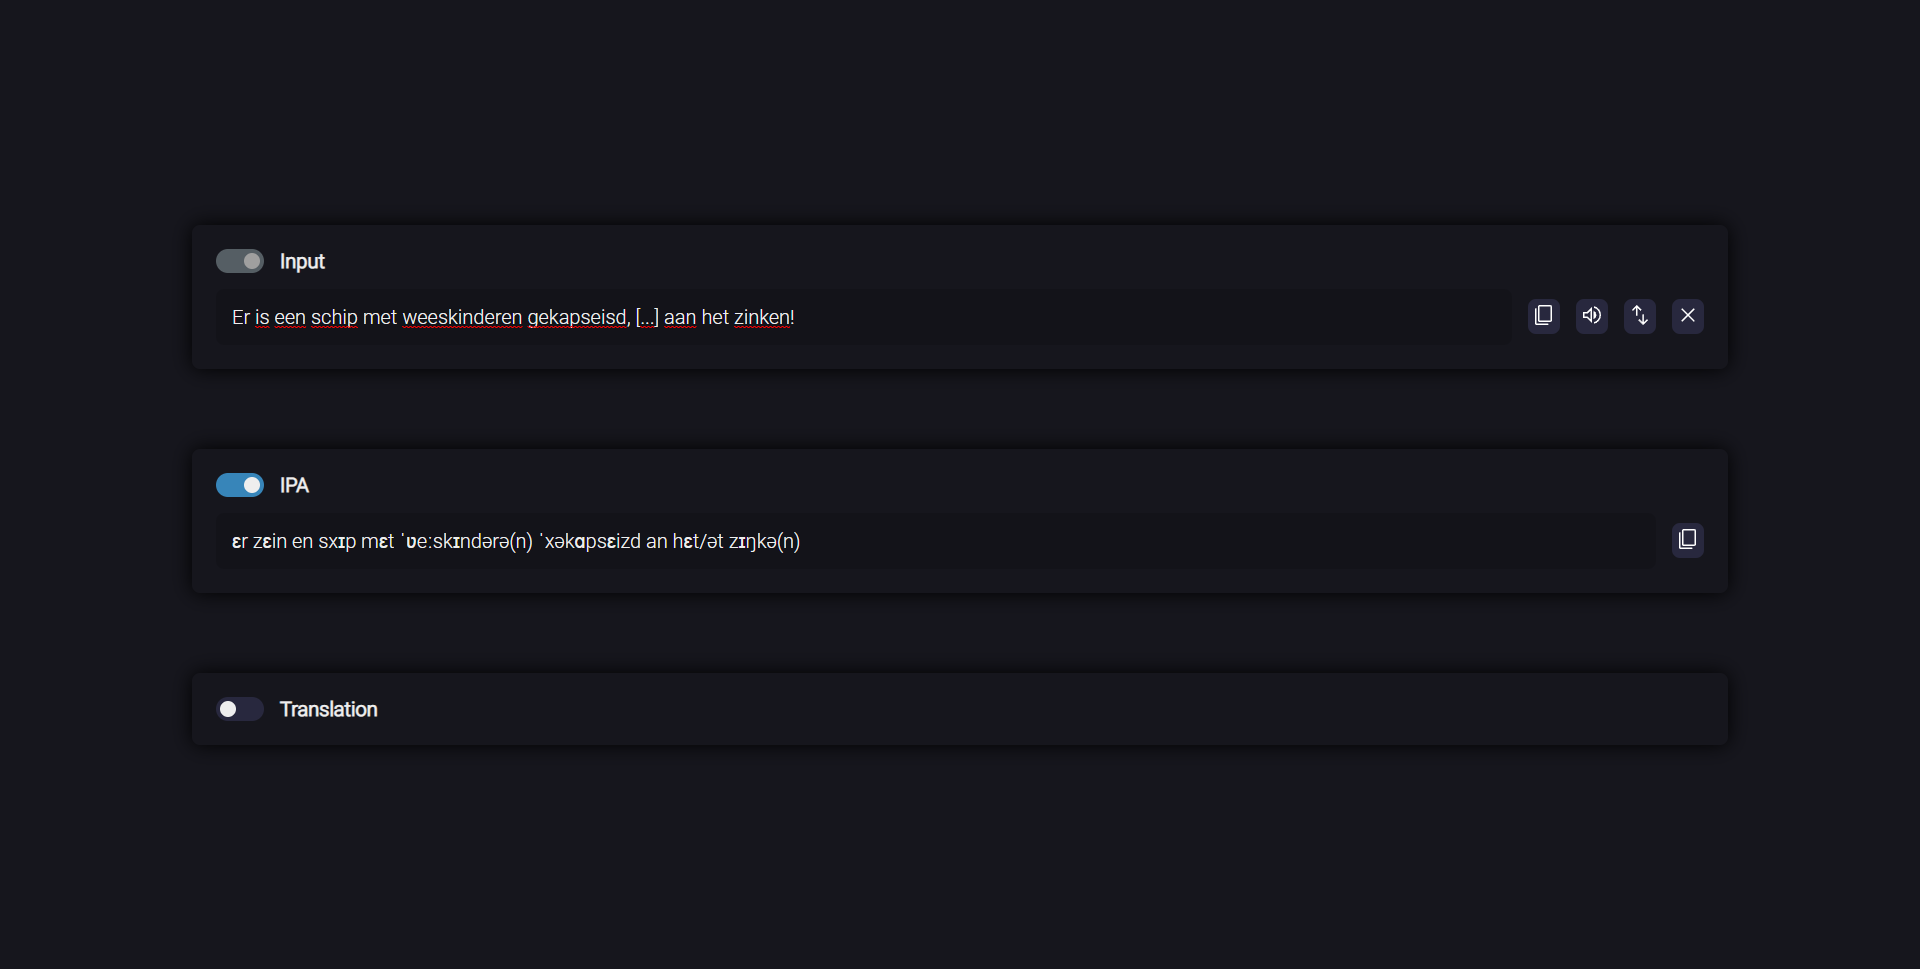 Input
Er is een schip met weeskinderen gekapseisd, [...] aan het zinken!
IPA
ɛr zɛin en sxɪp mɛt ˈʋeːskɪndərə(n) ˈxəkɑpsɛizd an hɛt/ət zɪŋkə(n)
Translation